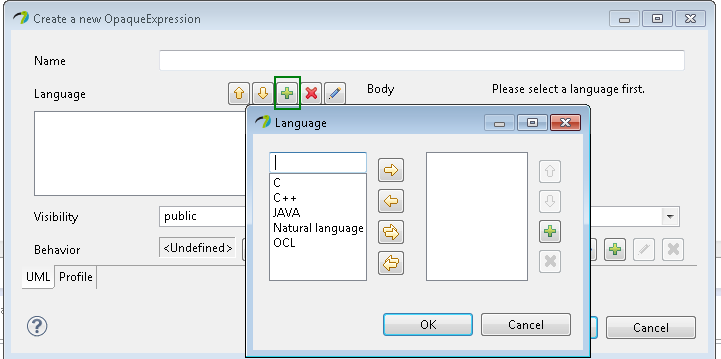 Create a new OpaqueExpression
Name
Language
Body
Please select a language first.
Language
C
C++
JAVA
Natural language
OCL
Visibility
public
Behavior
<Undefined>
UML
Profile
OK
Cancel
Cancel